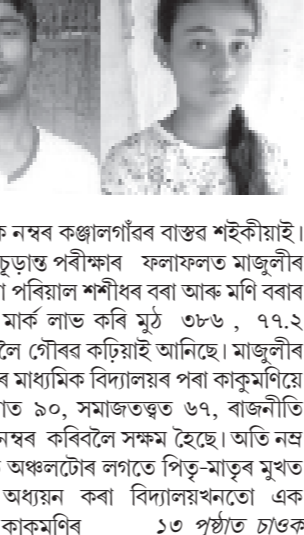 ক নম্বৰ কঞ্জালগাঁৱৰ বাস্তৱ শইকীয়াই।
চূড়ান্ত পৰীক্ষাৰ ফলাফলত মাজুলীৰ
া পৰিয়াল শশীধৰ বৰা আৰু মণি বৰাৰ
মাৰ্ক লাভ কৰি মুঠ ৩৮৬ , ৭৭.২
লৈ গৌৰৱ কঢ়িয়াই আনিছে। মাজুলীৰ
ৰ মাধ্যমিক বিদ্যালয়ৰ পৰা কাকুমণিয়ে
াত ৯০, সমাজতত্ত্বত ৬৭, ৰাজনীতি
নম্বৰ কৰিবলৈ সক্ষম হৈছে। অতি নম্ৰ
অঞ্চলটোৰ লগতে পিতৃ-মাতৃৰ মুখত
অধ্যয়ন কৰা বিদ্যালয়খনতো এক
কাকমণিৰ ১৩ পৃষ্ঠাত চাওক